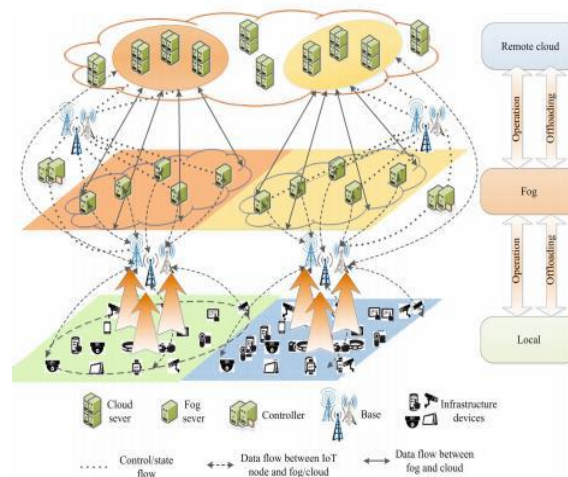 Remote cloud
Operation
Offloading
Fog
Operation
Offloading
Local
Cloud
sever
Fog
sever
Controller
Base
Infrastructure
devices
Control/state
flow
Data flow between IoT
node and fog/cloud
Data flow between
fog and cloud